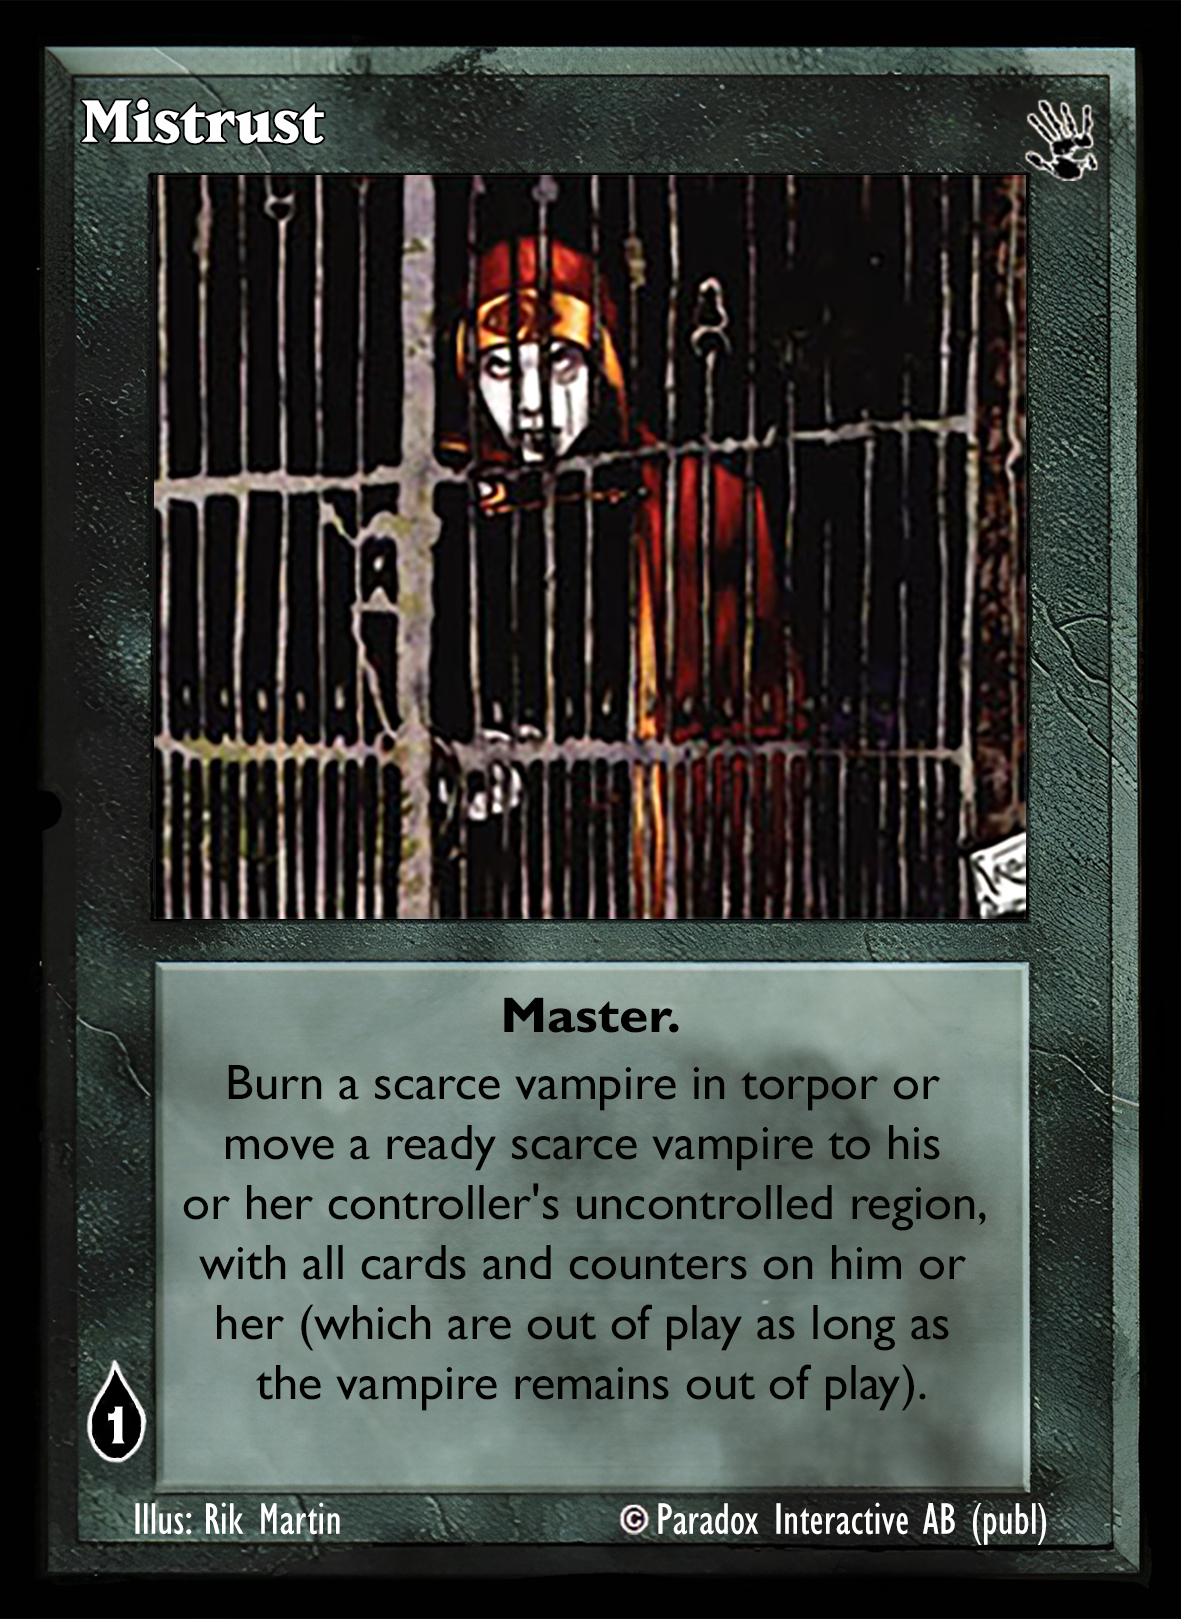 Mistrust
Master.
Burn a scarce vampire in torpor or
move a ready scarce vampire to his
or her controller's uncontrolled region,
with all cards and counters on him or
her (which are out of play as long as
the vampire remains out of play).
1
Illus: Rik Martin
© Paradox Interactive AB (publ)